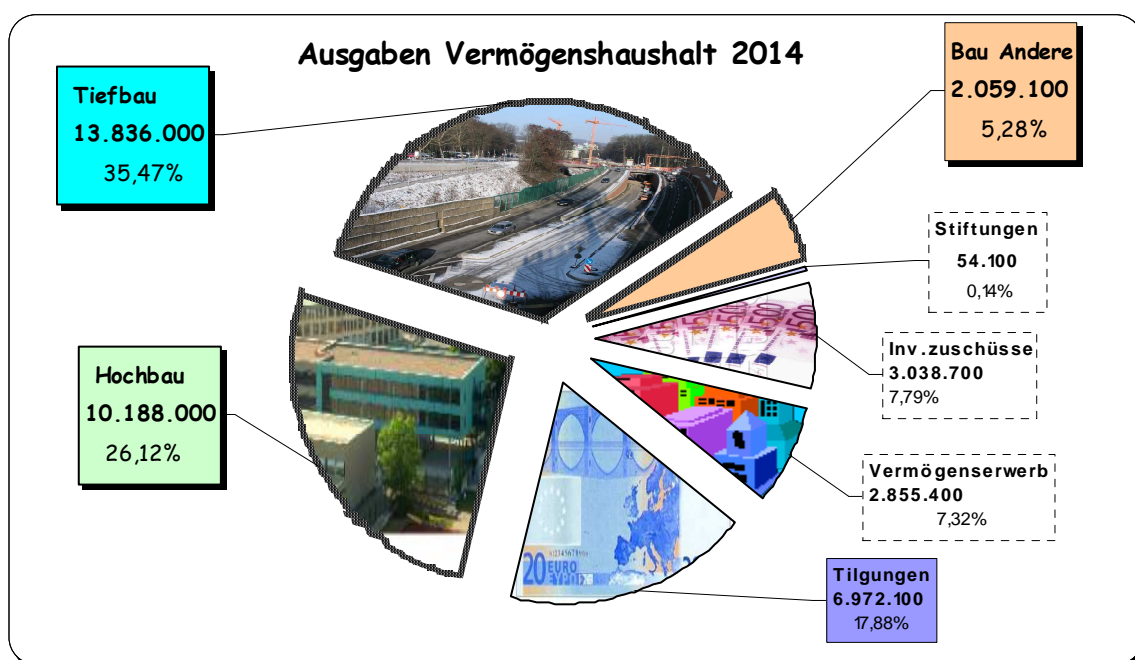 Ausgaben Vermögenshaushalt 2014
Tiefbau
13.836.000
35,47%
Bau Andere
2.059.100
5,28%
Stiftungen
54.100
0,14%
Inv.zuschüsse
3.038.700
7,79%
Vermögenserwerb
2.855.400
7,32%
Tilgungen
6.972.100
17,88%
Hochbau
10.188.000
26,12%
20 EURO